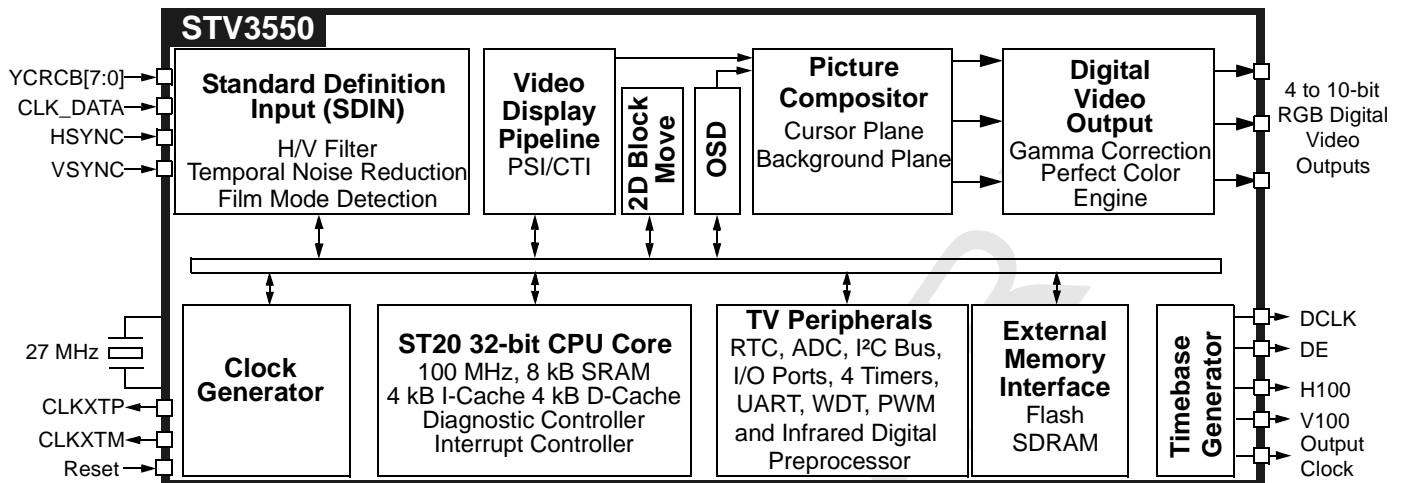 STV3550
YCRCB[7:0]
CLK_DATA
HSYNC
VSYNC
Standard Definition
Input (SDIN)
H/V Filter
Temporal Noise Reduction
Film Mode Detection
Video
Display
Pipeline
PSI/CTI
2D Block
Move
OSD
Picture
Compositor
Cursor Plane
Background Plane
Digital
Video
Output
Gamma Correction
Perfect Color
Engine
4 to 10-bit
RGB Digital
Video
Outputs
27 MHz
CLKXTP
CLKXTM
Reset
Clock
Generator
ST20 32-bit CPU Core
100 MHz, 8 kB SRAM
4 kB I-Cache 4 kB D-Cache
Diagnostic Controller
Interrupt Controller
TV Peripherals
RTC, ADC, I²C Bus,
I/O Ports, 4 Timers,
UART, WDT, PWM
and Infrared Digital
Preprocessor
External
Memory
Interface
Flash
SDRAM
Timebase
Generator
DCLK
DE
H100
V100
Output
Clock